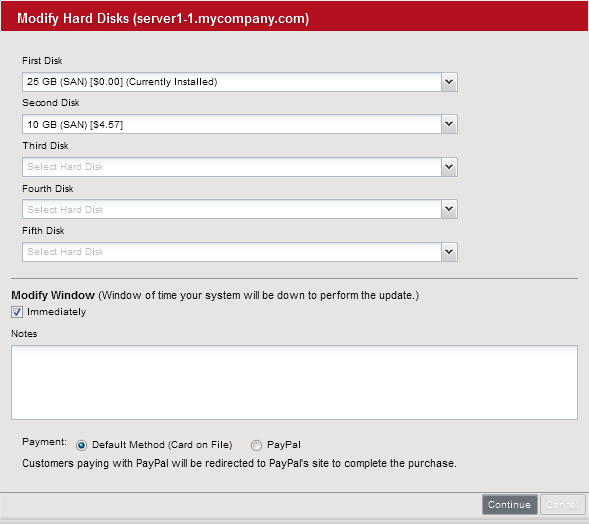 Modify Hard Disks (server1-1.mycompany.com)
First Disk
25 GB (SAN) [$0.00] (Currently Installed)
Second Disk
10 GB (SAN) [$4.57]
Third Disk
Select Hard Disk
Fourth Disk
Select Hard Disk
Fifth Disk
Select Hard Disk
Modify Window (Window of time your system will be down to perform the update.)
Immediately
Notes
Payment: Default Method (Card on File) PayPal
Customers paying with PayPal will be redirected to PayPal's site to complete the purchase.
Continue Cancel